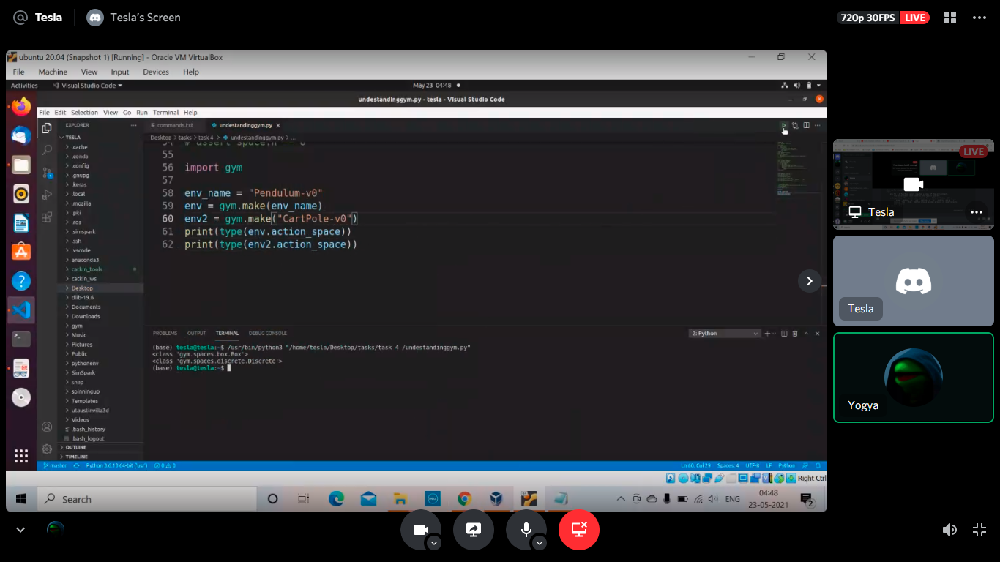 Tesla
Tesla's Screen
720p 30FPS LIVE
ubuntu 20.04 (Snapshot 1) [Running] - Oracle VM VirtualBox
File Machine View Input Devices Help
Activities Visual Studio Code May 23 04:48
undestandinggym.py - tesla - Visual Studio Code
File Edit Selection View Go Run Terminal Help
EXPLORER
commands.txt
undestandinggym.py
TESLA
Desktop > tasks > task 4 > undestandinggym.py > ...
.cache
.conda
.config
.gnupg
.keras
.local
.mozilla
.pki
.ros
.simspark
.ssh
.vscode
anaconda3
catkin_tools
catkin_ws
Desktop
dlib-19.6
Documents
Downloads
gym
Music
Pictures
Public
pythonenv
SimSpark
snap
spinningup
Templates
utaustinvilla3d
Videos
.bash_history
.bash_logout
OUTLINE
TIMELINE
55
56 import gym
57
58 env_name = "Pendulum-v0"
59 env = gym.make(env_name)
60 env2 = gym.make("CartPole-v0")
61 print(type(env.action_space))
62 print(type(env2.action_space))
PROBLEMS OUTPUT TERMINAL DEBUG CONSOLE
2: Python
(base) tesla@tesla:~$ /usr/bin/python3 "/home/tesla/Desktop/tasks/task 4 /undestandinggym.py"
<class 'gym.spaces.box.Box'>
<class 'gym.spaces.discrete.Discrete'>
(base) tesla@tesla:~$
master Python 3.6.13 64-bit ('usr') 0 0
Ln 60, Col 29 Spaces: 4 UTF-8 LF Python
Right Ctrl
Search
ENG
04:48
23-05-2021
2
LIVE
Tesla
Tesla
Yogya